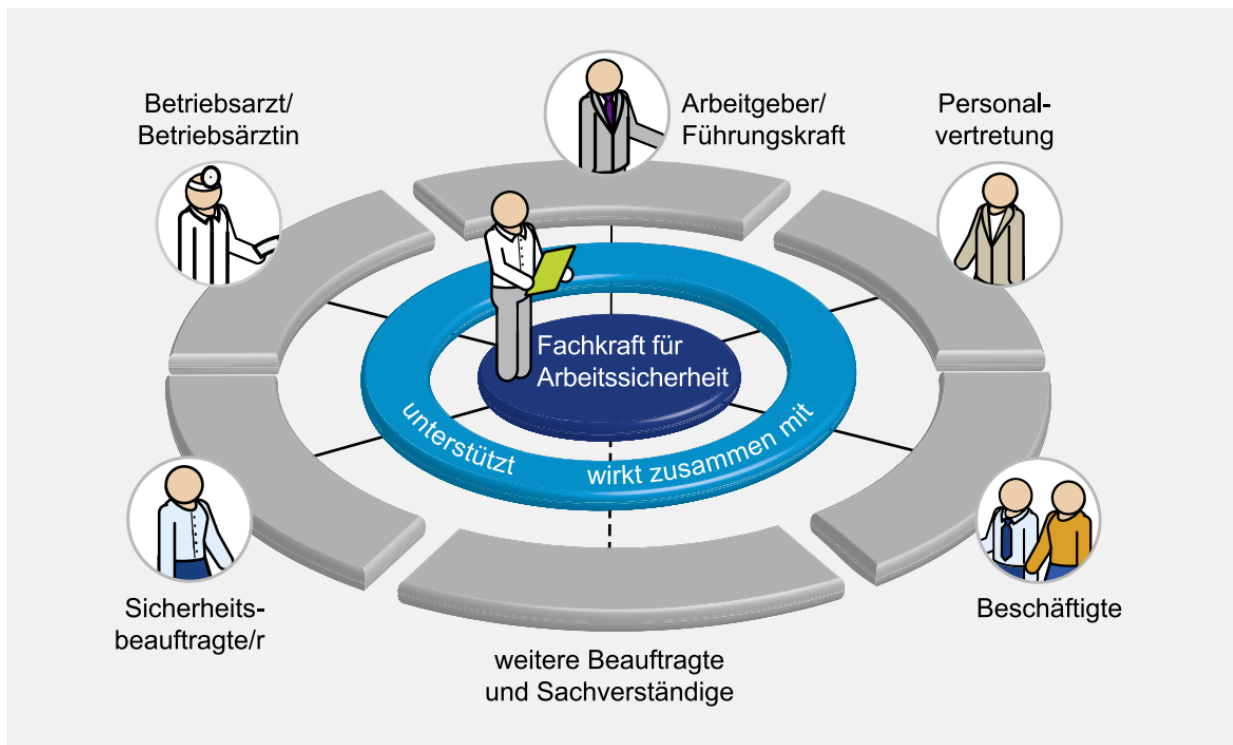 Betriebsarzt/
Betriebsärztin
Arbeitgeber/
Führungskraft
Personal-
vertretung
Fachkraft für
Arbeitssicherheit
unterstützt
wirkt zusammen mit
Sicherheits-
beauftragte/r
Beschäftigte
weitere Beauftragte
und Sachverständige